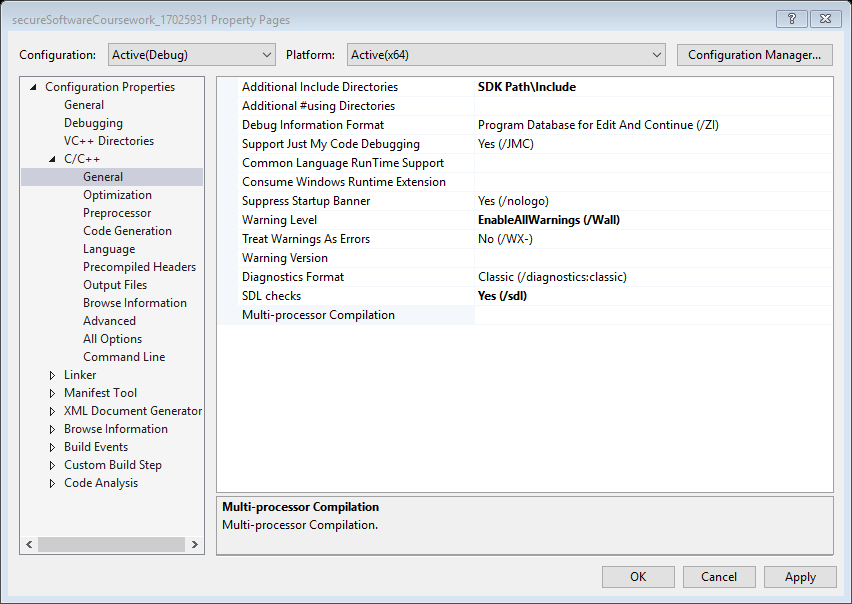 secureSoftwareCoursework_17025931 Property Pages
Configuration: Active(Debug) Platform: Active(x64) Configuration Manager...
Configuration Properties
General
Debugging
VC++ Directories
C/C++
General
Optimization
Preprocessor
Code Generation
Language
Precompiled Headers
Output Files
Browse Information
Advanced
All Options
Command Line
Linker
Manifest Tool
XML Document Generator
Browse Information
Build Events
Custom Build Step
Code Analysis
Additional Include Directories SDK Path\Include
Additional #using Directories
Debug Information Format Program Database for Edit And Continue (/ZI)
Support Just My Code Debugging Yes (/JMC)
Common Language RunTime Support
Consume Windows Runtime Extension
Suppress Startup Banner Yes (/nologo)
Warning Level EnableAllWarnings (/Wall)
Treat Warnings As Errors No (/WX-)
Warning Version
Diagnostics Format Classic (/diagnostics:classic)
SDL checks Yes (/sdl)
Multi-processor Compilation
Multi-processor Compilation
Multi-processor Compilation.
OK Cancel Apply